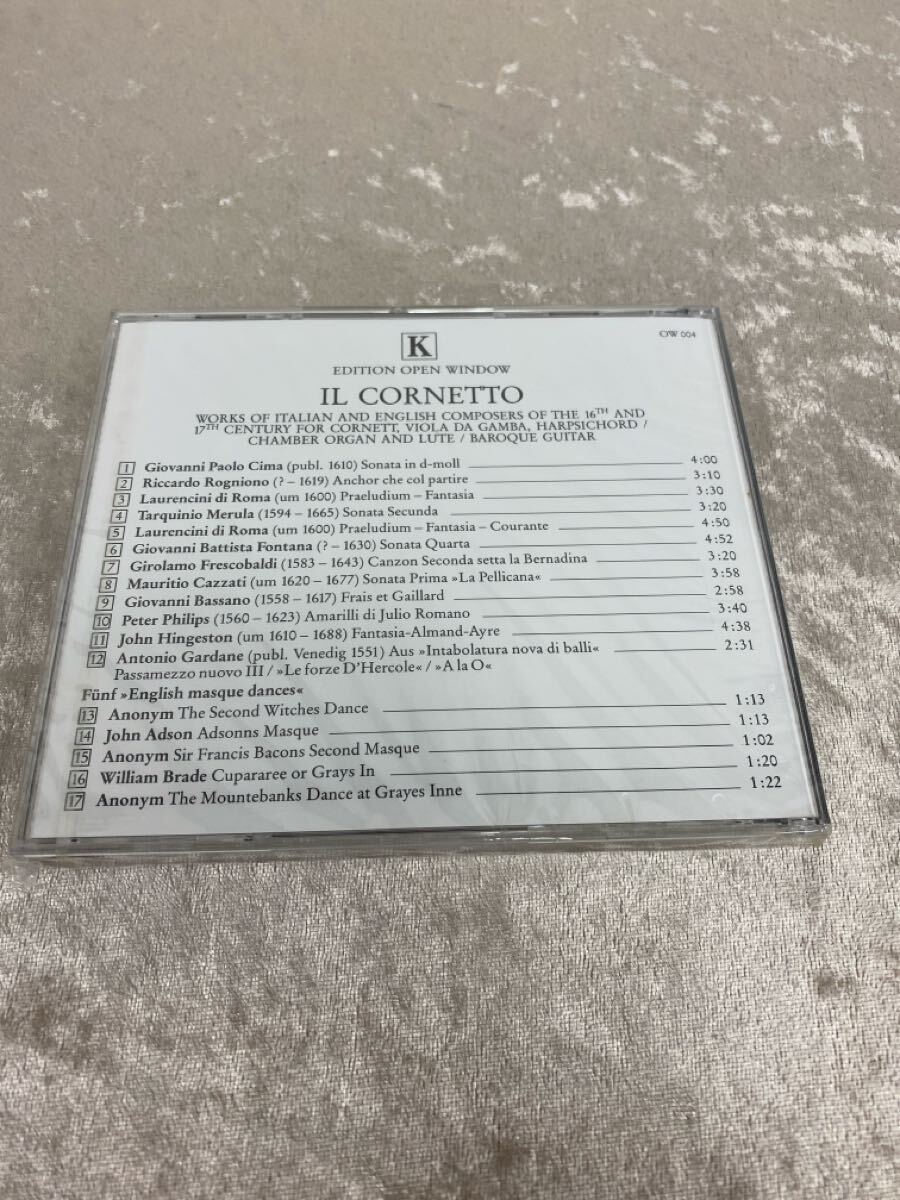 K
OW 004
EDITION OPEN WINDOW
IL CORNETTO
WORKS OF ITALIAN AND ENGLISH COMPOSERS OF THE 16TH AND
17TH CENTURY FOR CORNETT, VIOLA DA GAMBA, HARPSICHORD /
CHAMBER ORGAN AND LUTE / BAROQUE GUITAR
1 Giovanni Paolo Cima (publ. 1610) Sonata in d-moll 4:00
2 Riccardo Rogniono (? – 1619) Anchor che col partire 3:10
3 Laurencini di Roma (um 1600) Praeludium – Fantasia 3:30
4 Tarquinio Merula (1594 – 1665) Sonata Secunda 3:20
5 Laurencini di Roma (um 1600) Praeludium – Fantasia – Courante 4:50
6 Giovanni Battista Fontana (? – 1630) Sonata Quarta 4:52
7 Girolamo Frescobaldi (1583 – 1643) Canzon Seconda setta la Bernadina 3:20
8 Mauritio Cazzati (um 1620 – 1677) Sonata Prima »La Pellicana« 3:58
9 Giovanni Bassano (1558 – 1617) Frais et Gaillard 2:58
10 Peter Philips (1560 – 1623) Amarilli di Julio Romano 3:40
11 John Hingeston (um 1610 – 1688) Fantasia-Almand-Ayre 4:38
12 Antonio Gardane (publ. Venedig 1551) Aus »Intabolatura nova di balli« 2:31
Passamezzo nuovo III / »Le forze D'Hercole« / »A la O«
Fünf »English masque dances«
13 Anonym The Second Witches Dance 1:13
14 John Adson Adsonns Masque 1:13
15 Anonym Sir Francis Bacons Second Masque 1:02
16 William Brade Cupararee or Grays In 1:20
17 Anonym The Mountebanks Dance at Grayes Inne 1:22